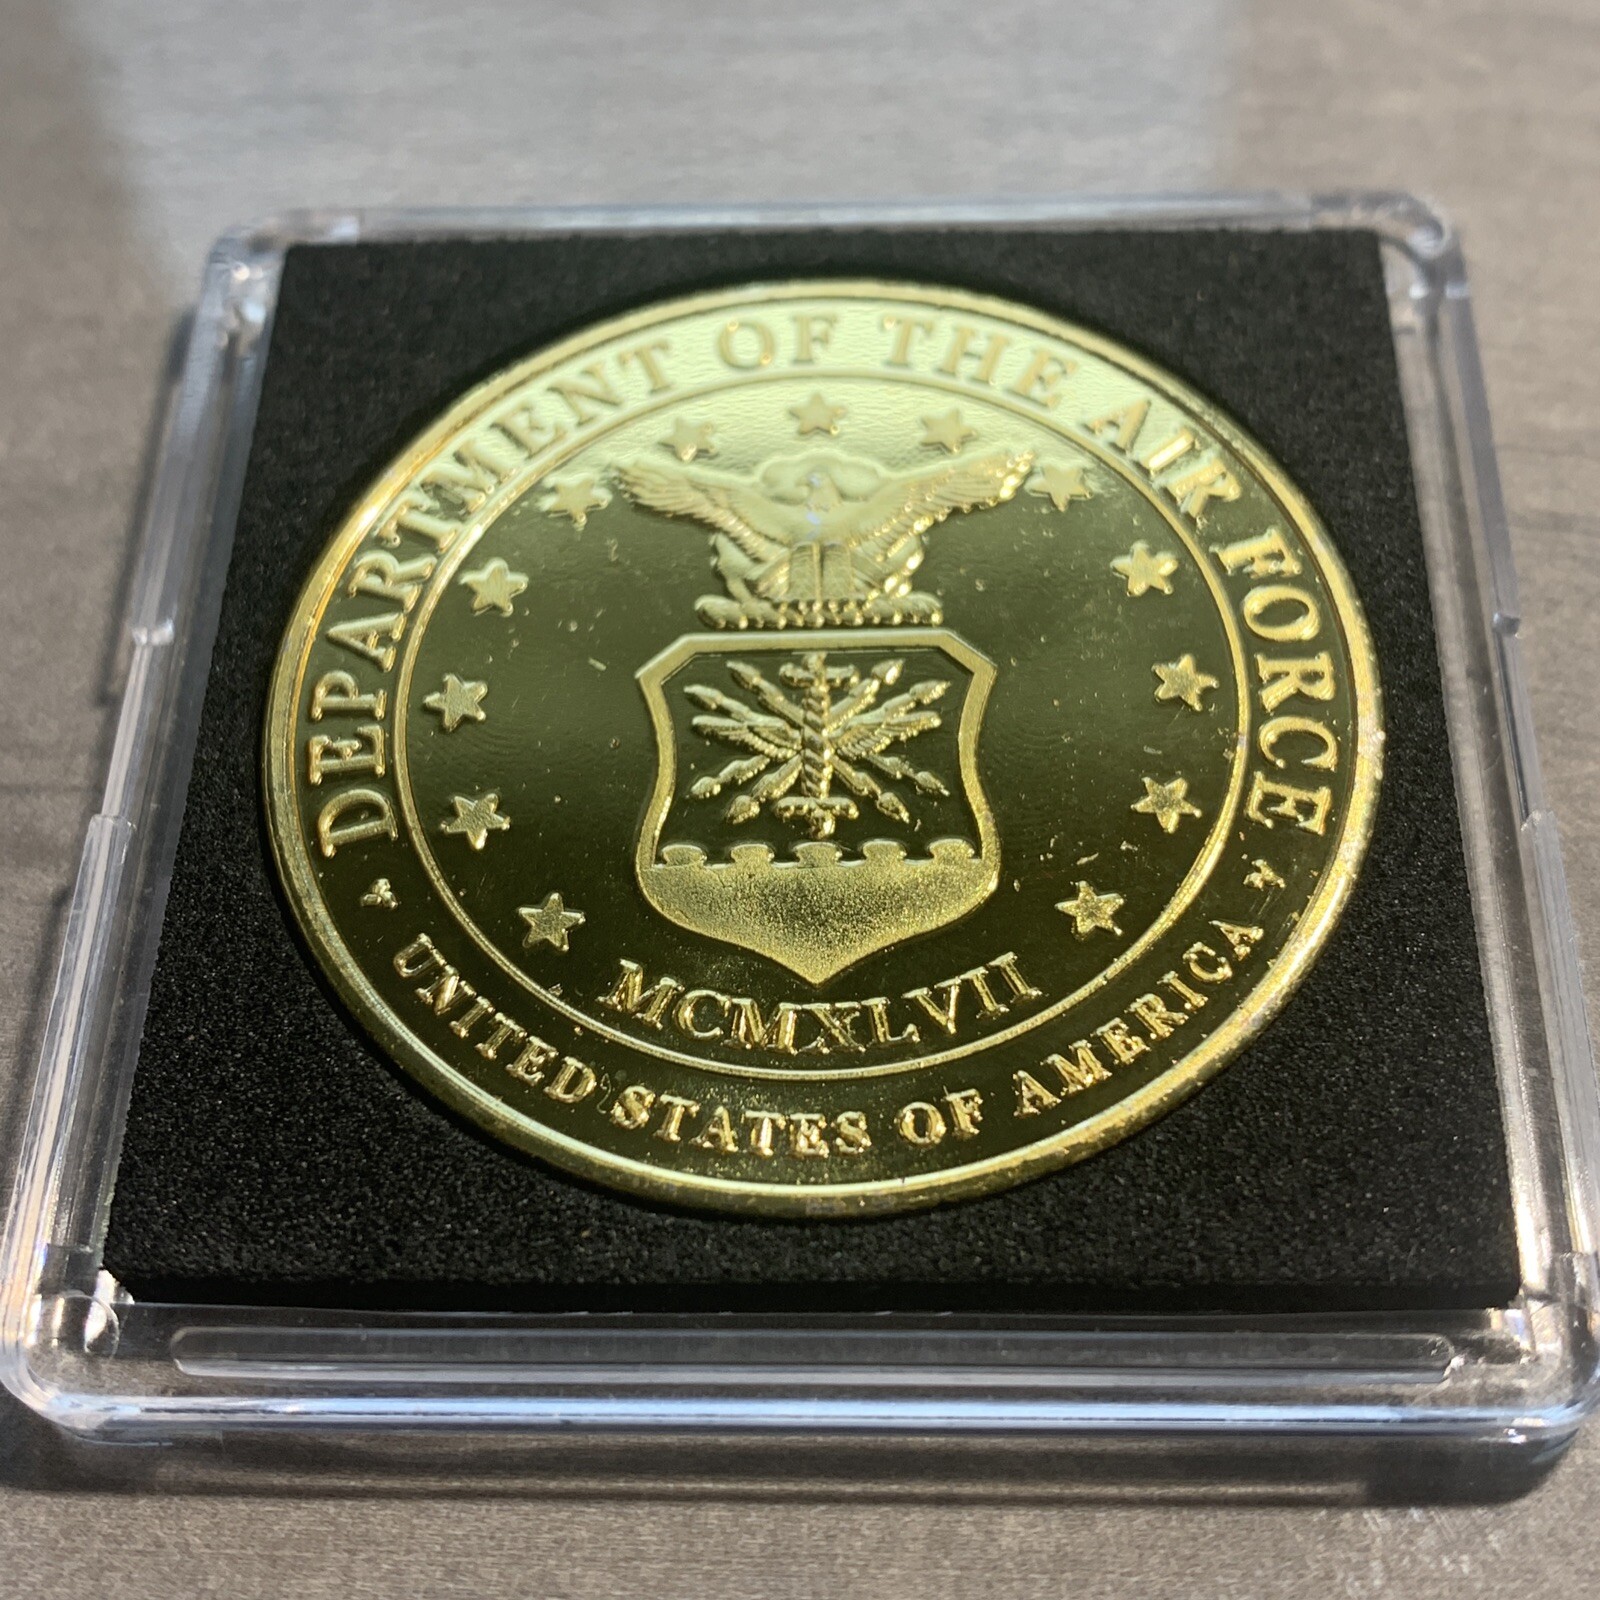 DEPARTMENT OF THE AIR FORCE
MCMXLVII
UNITED STATES OF AMERICA